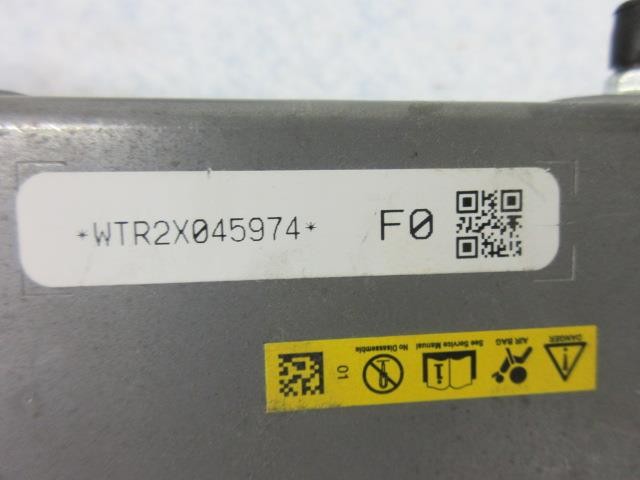 *WTR2X045974* F0
DANGER AIR BAG See Service Manual No Disassemble 01